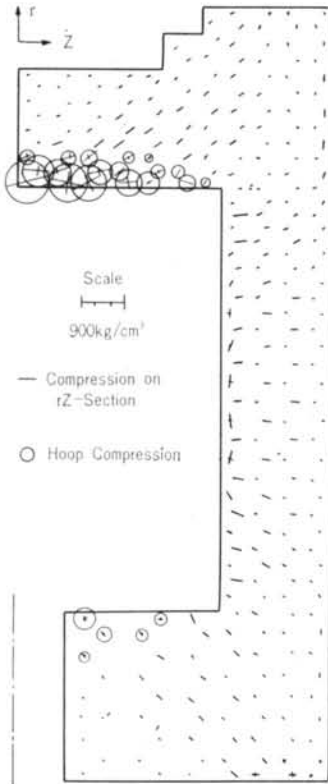 r
Z
Scale
900kg/cm²
Compression on
rZ-Section
Hoop Compression